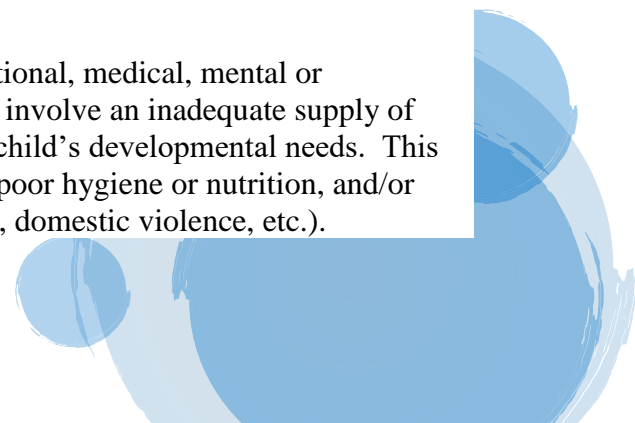 tional, medical, mental or
involve an inadequate supply of
child’s developmental needs.  This
poor hygiene or nutrition, and/or
, domestic violence, etc.).